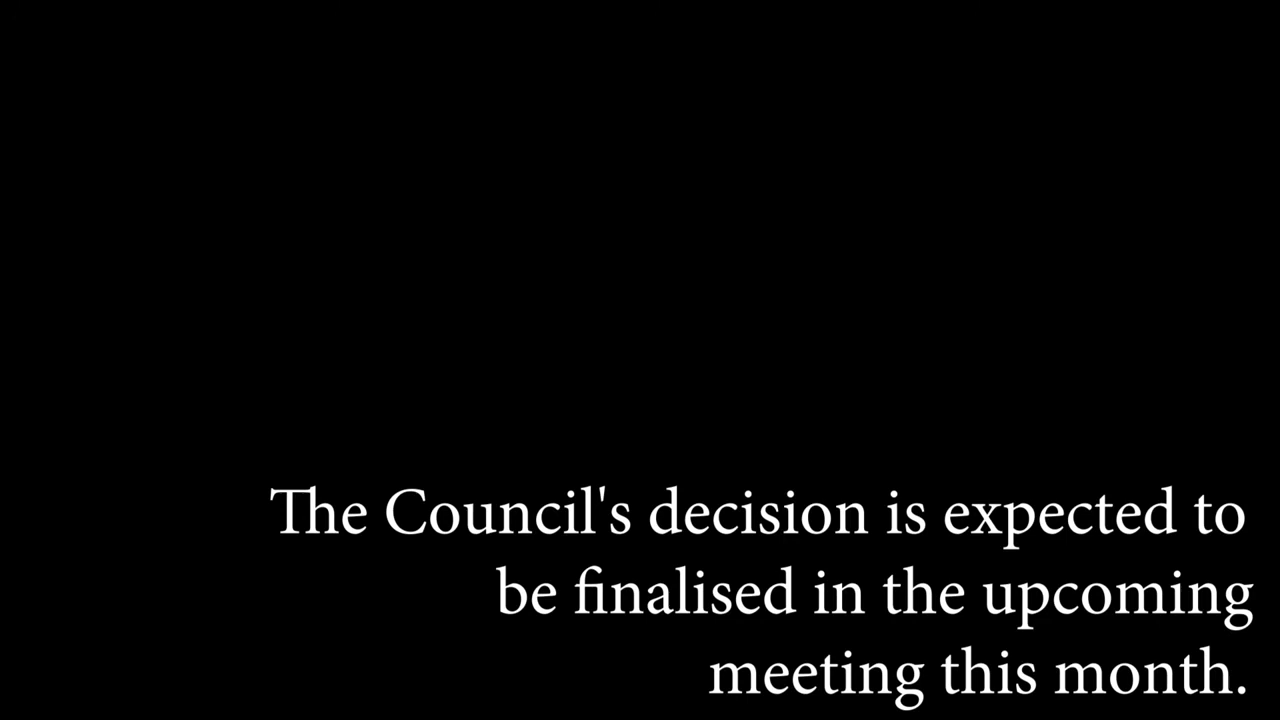 The Council's decision is expected to
be finalised in the upcoming
meeting this month.